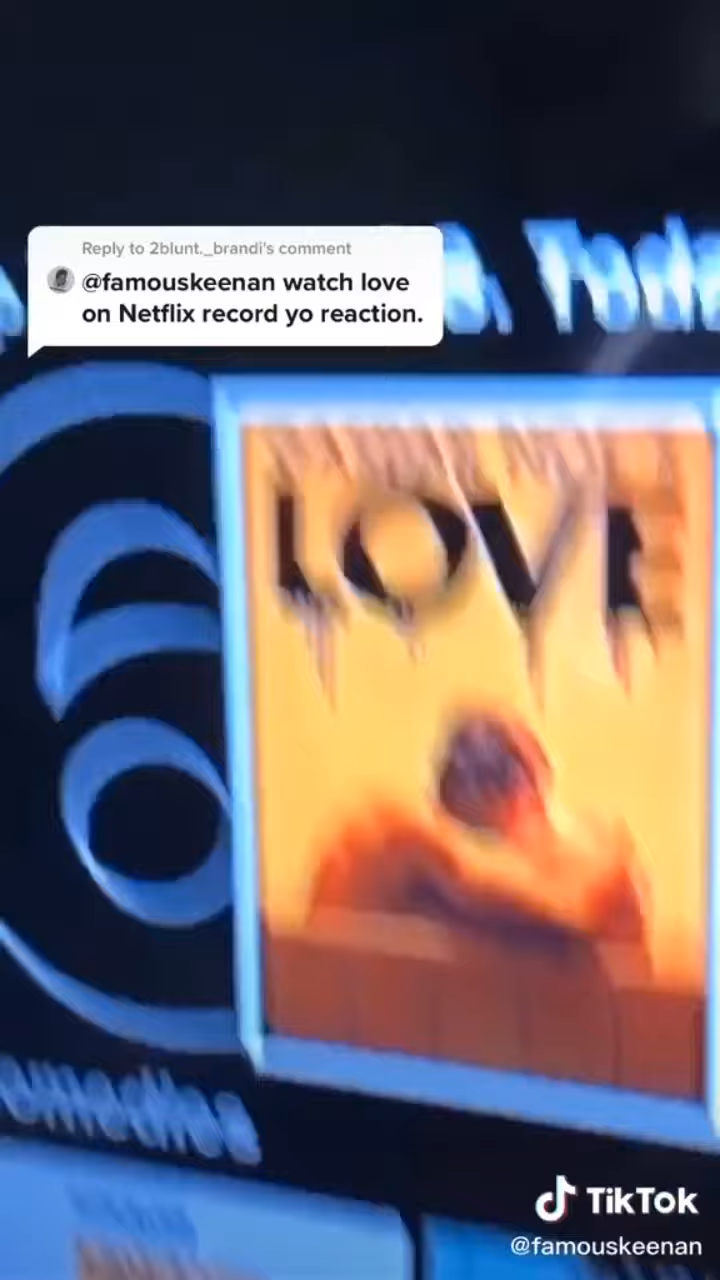 Reply to 2blunt._brandi's comment
@famouskeenan watch love
on Netflix record yo reaction.
LOVE
TikTok
@famouskeenan